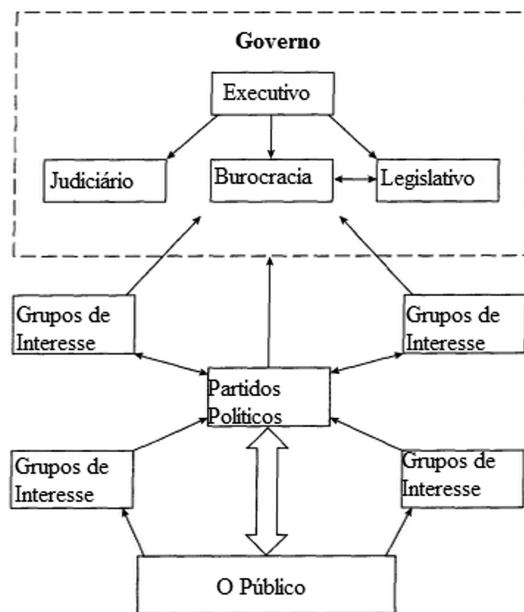 Governo
Executivo
Judiciário
Burocracia
Legislativo
Grupos de
Interesse
Grupos de
Interesse
Partidos
Políticos
Grupos de
Interesse
Grupos de
Interesse
O Público